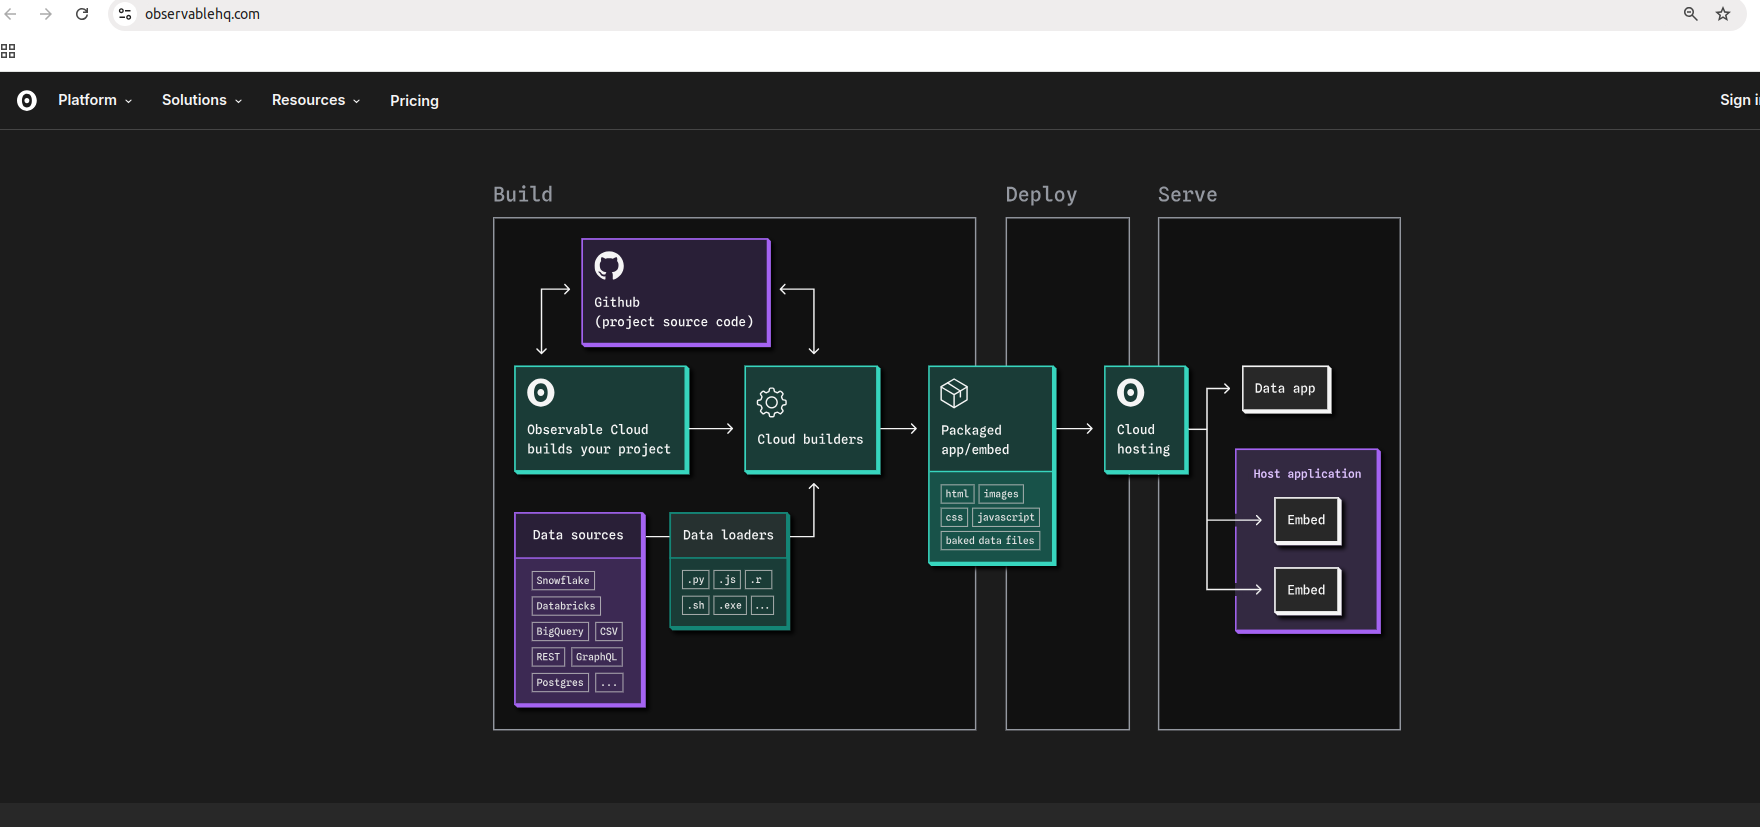 observablehq.com
Platform
Solutions
Resources
Pricing
Sign i
Build
Deploy
Serve
Github
(project source code)
Observable Cloud
builds your project
Cloud builders
Packaged
app/embed
html
images
css
javascript
baked data files
Cloud
hosting
Data app
Host application
Embed
Embed
Data sources
Snowflake
Databricks
BigQuery
CSV
REST
GraphQL
Postgres
...
Data loaders
.py
.js
.r
.sh
.exe
...